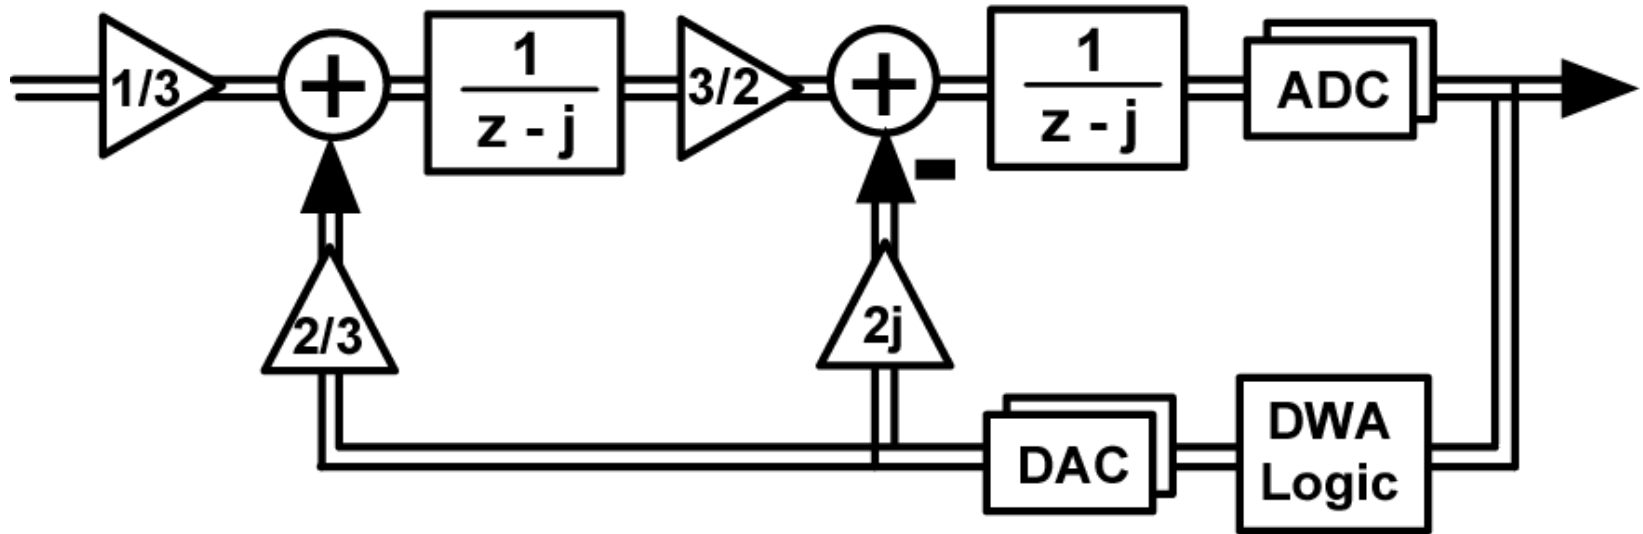 1/3
+
1
z - j
3/2
+
1
z - j
ADC
-
2/3
2j
DAC
DWA
Logic